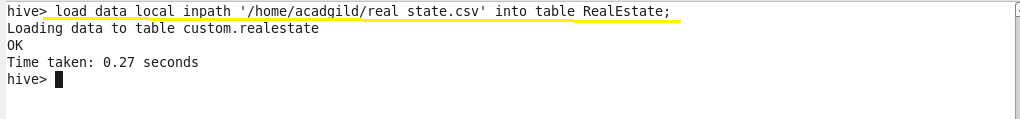 hive> load data local inpath '/home/acadgild/real state.csv' into table RealEstate;
Loading data to table custom.realestate
OK
Time taken: 0.27 seconds
hive>